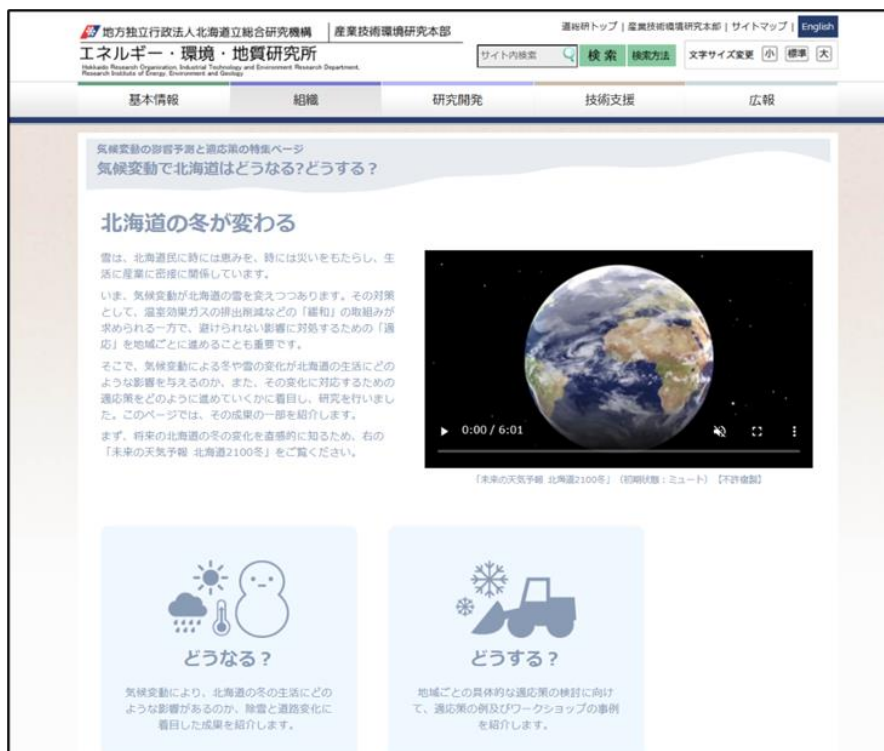 地方独立行政法人北海道立総合研究機構 産業技術環境研究本部
エネルギー・環境・地質研究所
Hokkaido Research Organization, Industrial Technology and Environment Research Department,
Research Institute of Energy, Environment and Geology
道総研トップ | 産業技術環境研究本部 | サイトマップ | English
サイト内検索 検索 検索方法 文字サイズ変更 小 標準 大
基本情報 組織 研究開発 技術支援 広報
気候変動の影響予測と適応策の特集ページ
気候変動で北海道はどうなる?どうする?
北海道の冬が変わる
雪は、北海道民に時には恵みを、時には災いをもたらし、生
活に産業に密接に関係しています。
いま、気候変動が北海道の雪を変えつつあります。その対策
として、温室効果ガスの排出削減などの「緩和」の取組みが
求められる一方で、避けられない影響に対処するための「適
応」を地域ごとに進めることも重要です。
そこで、気候変動による冬や雪の変化が北海道の生活にどの
ような影響を与えるのか、また、その変化に対応するための
適応策をどのように進めていくかに着目し、研究を行いまし
た。このページでは、その成果の一部を紹介します。
まず、将来の北海道の冬の変化を直感的に知るため、右の
「未来の天気予報 北海道2100冬」をご覧ください。
0:00 / 6:01
「未来の天気予報 北海道2100冬」（初期状態：ミュート）【不許複製】
どうなる？
気候変動により、北海道の冬の生活にどの
ような影響があるのか、除雪と道路変化に
着目した成果を紹介します。
どうする？
地域ごとの具体的な適応策の検討に向け
て、適応策の例及びワークショップの事例
を紹介します。